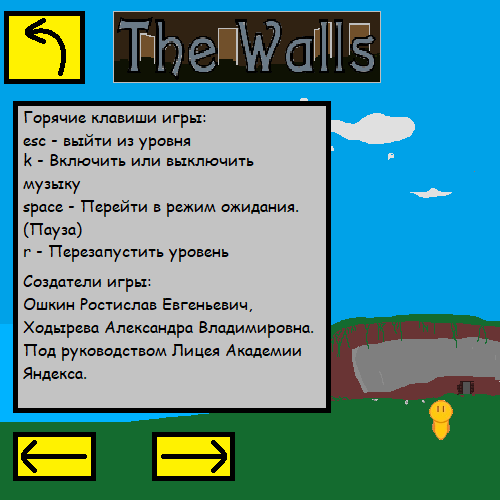 The Walls
Горячие клавиши игры:
esc - выйти из уровня
k - Включить или выключить
музыку
space - Перейти в режим ожидания.
(Пауза)
r - Перезапустить уровень
Создатели игры:
Ошкин Ростислав Евгеньевич,
Ходырева Александра Владимировна.
Под руководством Лицея Академии
Яндекса.